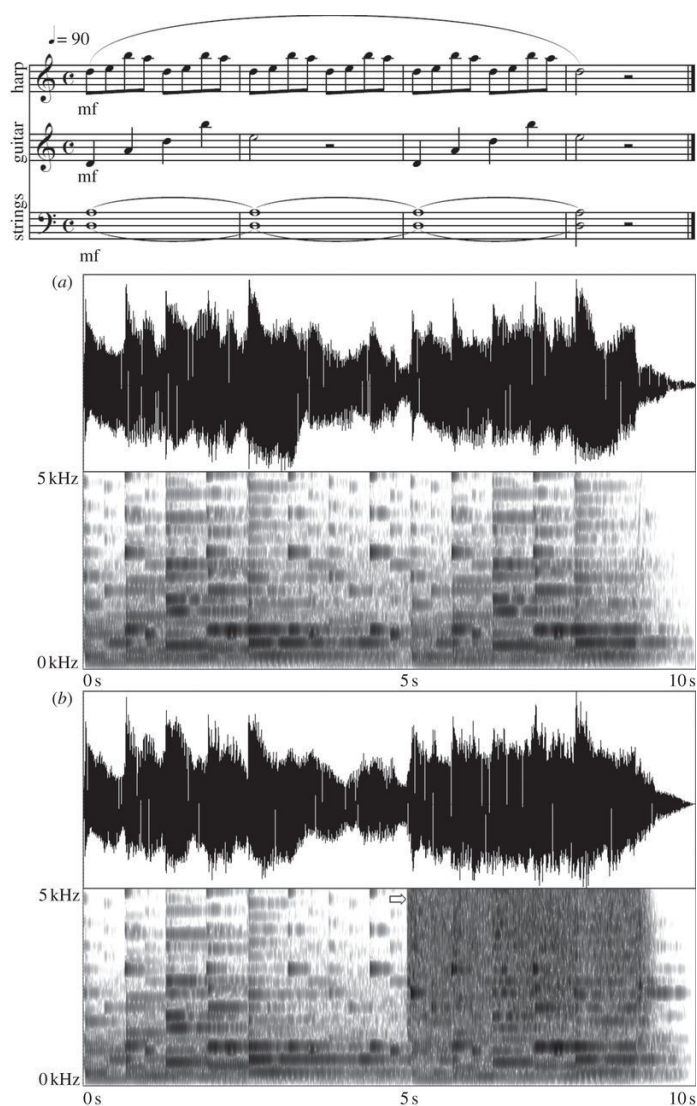 ♩= 90
harp
mf
guitar
mf
strings
mf
(a)
5 kHz
0 kHz
0 s 5 s 10 s
(b)
5 kHz
0 kHz
0 s 5 s 10 s